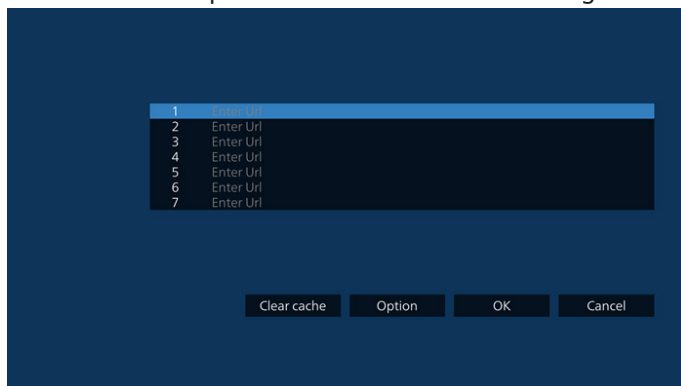 1 Enter Url
2 Enter Url
3 Enter Url
4 Enter Url
5 Enter Url
6 Enter Url
7 Enter Url
Clear cache Option OK Cancel